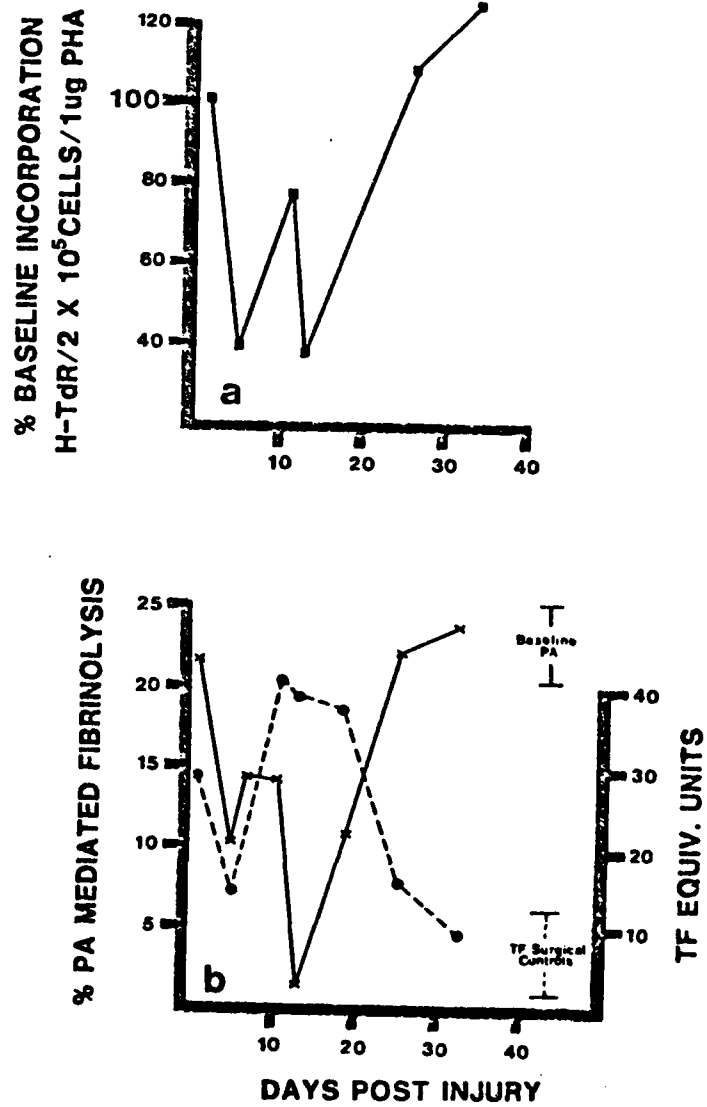 % BASELINE INCORPORATION
H-TdR/2 X 10⁵CELLS/1ug PHA
120
100
80
60
40
a
10
20
30
40
% PA MEDIATED FIBRINOLYSIS
25
20
15
10
5
b
Baseline
PA
TF Surgical
Controls
40
30
20
10
TF EQUIV. UNITS
10
20
30
40
DAYS POST INJURY